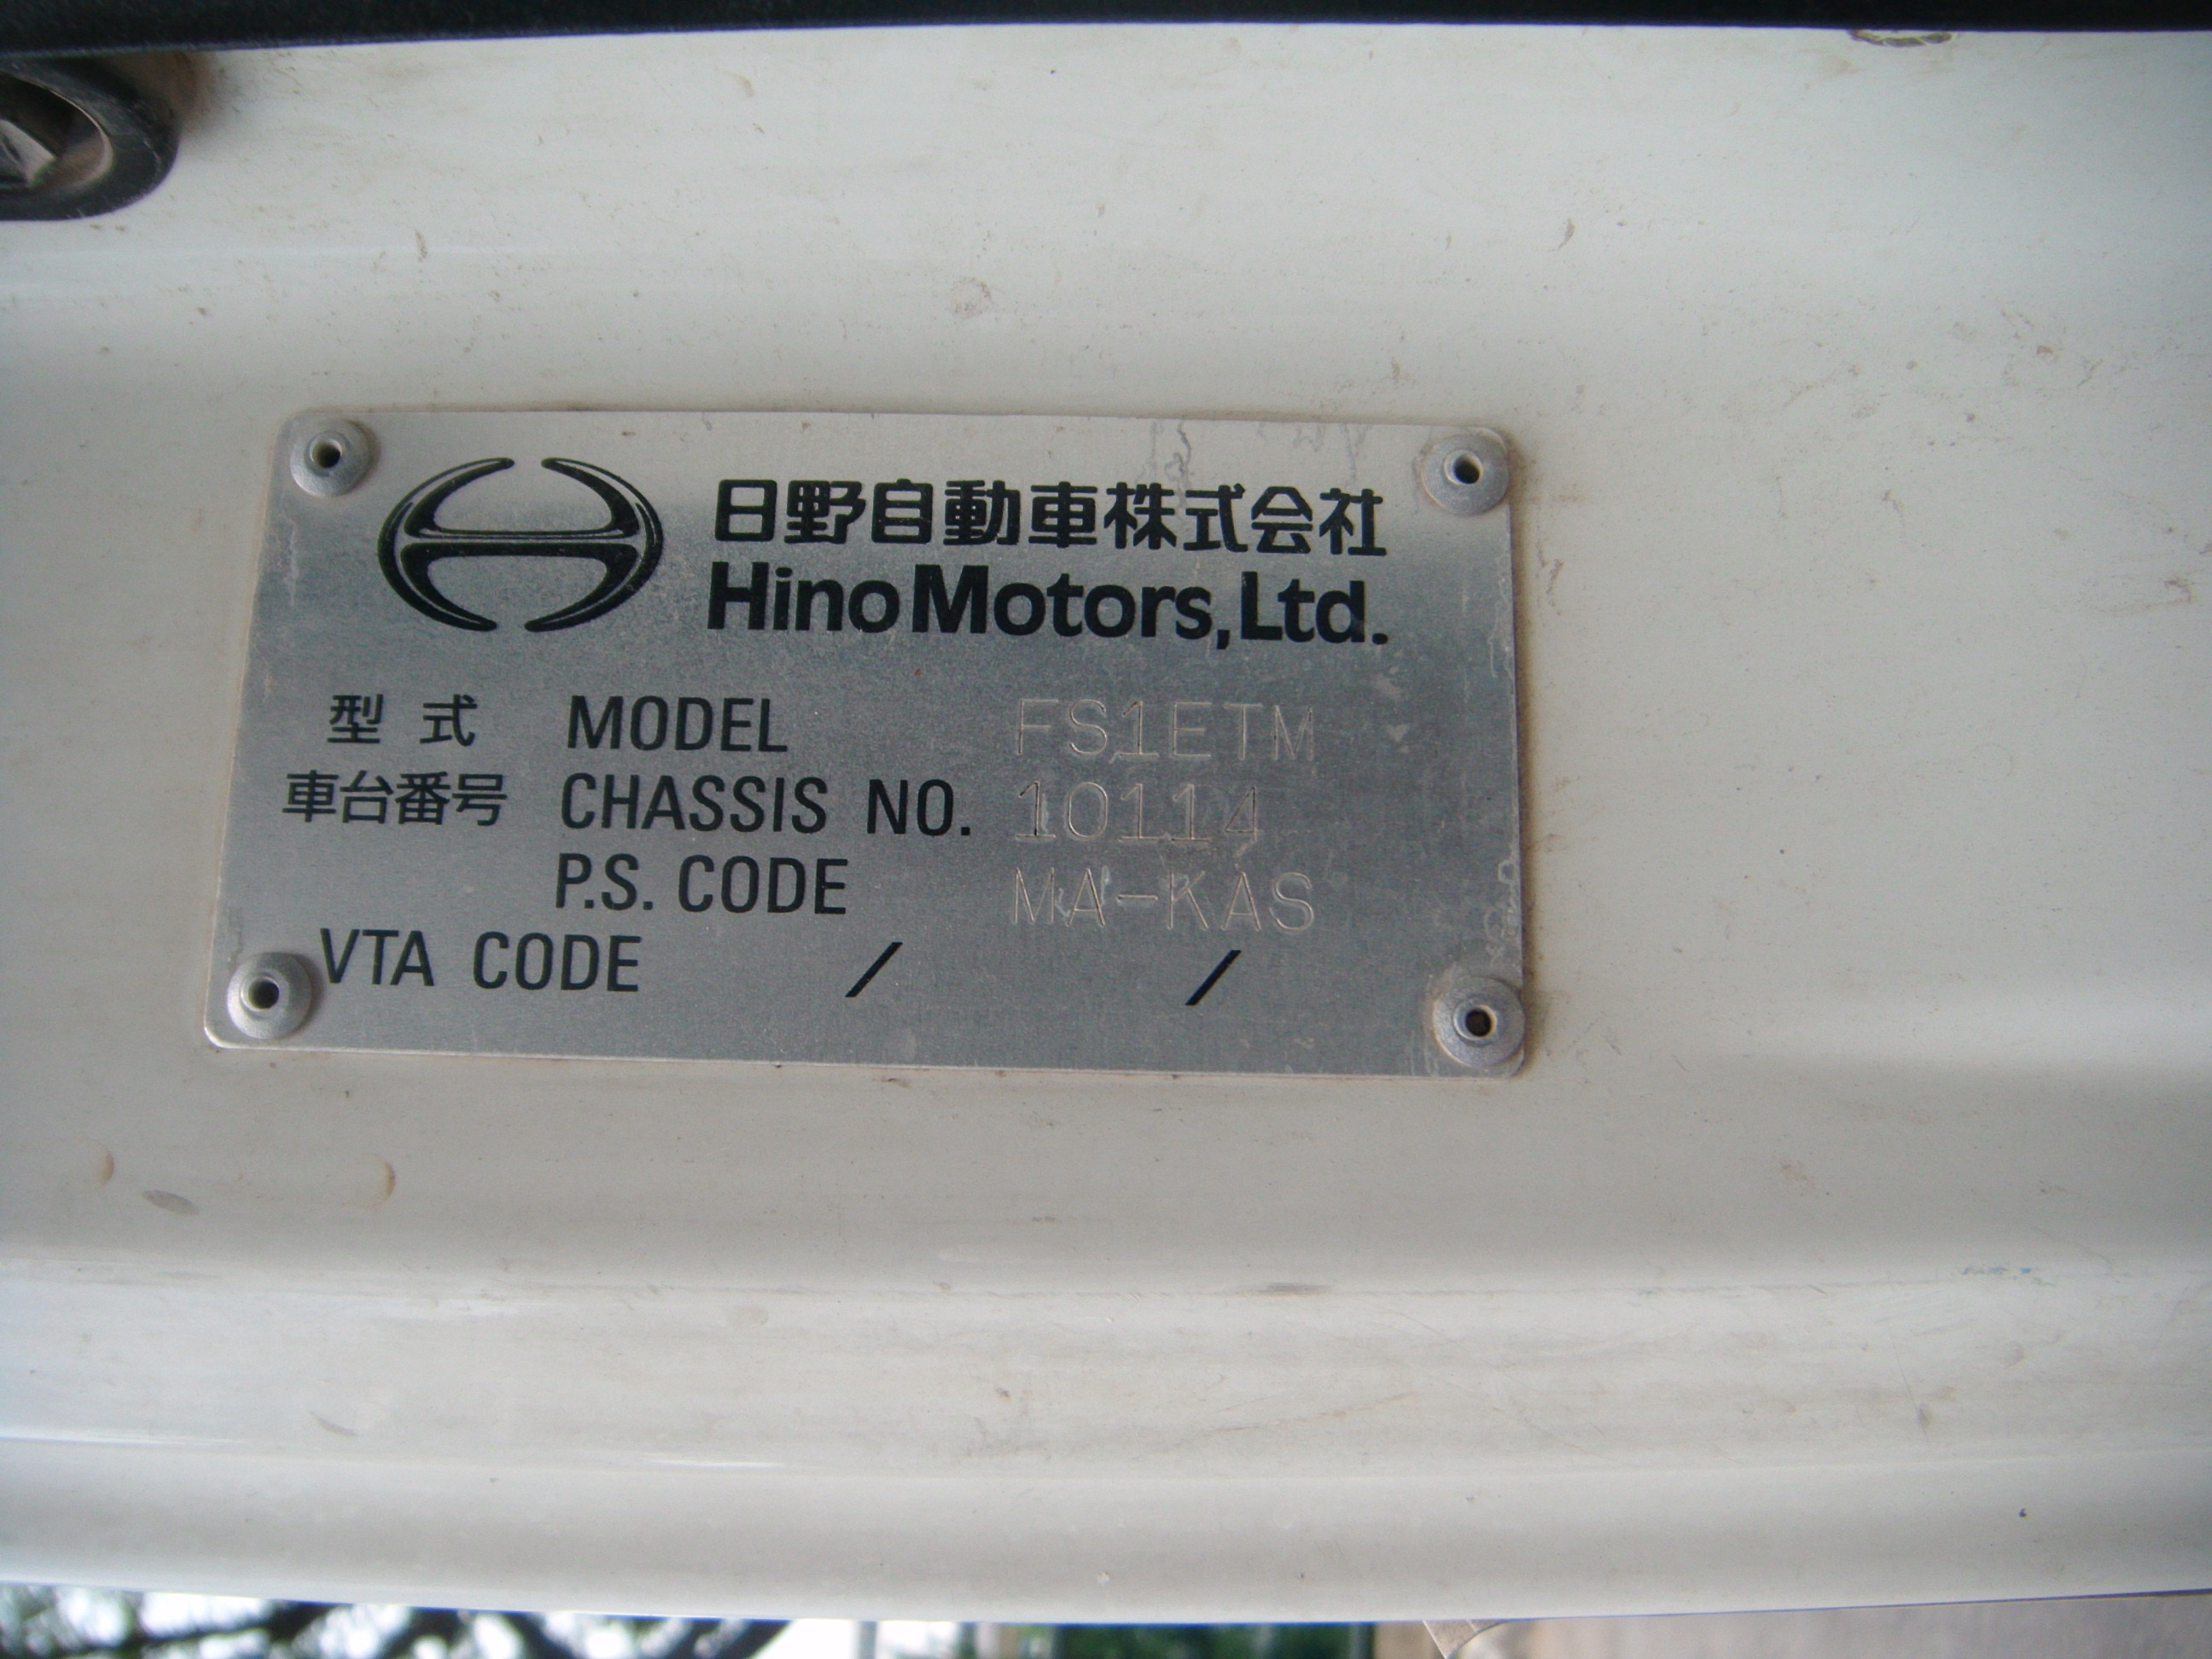 日野自動車株式会社
Hino Motors, Ltd.
型 式 MODEL FS1ETM
車台番号 CHASSIS NO. 10114
P.S. CODE MA-KAS
VTA CODE / /